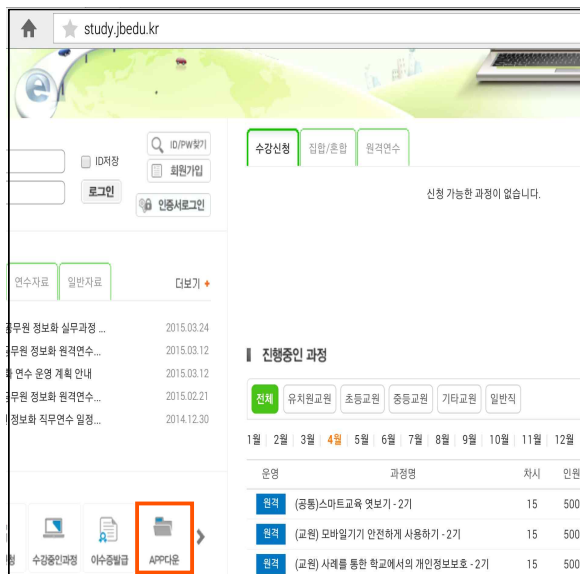 study.jbedu.kr
e
ID저장
로그인
ID/PW찾기
회원가입
인증서로그인
수강신청 집합/혼합 원격연수
신청 가능한 과정이 없습니다.
연수자료 일반자료 더보기 +
정보화 실무과정 ... 2015.03.24
정보화 원격연수... 2015.03.12
연수 운영 계획 안내 2015.03.12
정보화 원격연수... 2015.02.21
정보화 직무연수 일정... 2014.12.30
진행중인 과정
전체 유치원교원 초등교원 중등교원 기타교원 일반직
1월 2월 3월 4월 5월 6월 7월 8월 9월 10월 11월 12월
운영 과정명 차시 인원
원격 (공통)스마트교육 엿보기 - 2기 15 500
원격 (교원) 모바일기기 안전하게 사용하기 - 2기 15 500
원격 (교원) 사례를 통한 학교에서의 개인정보보호 - 2기 15 500
수강중인과정 이수증발급 APP다운